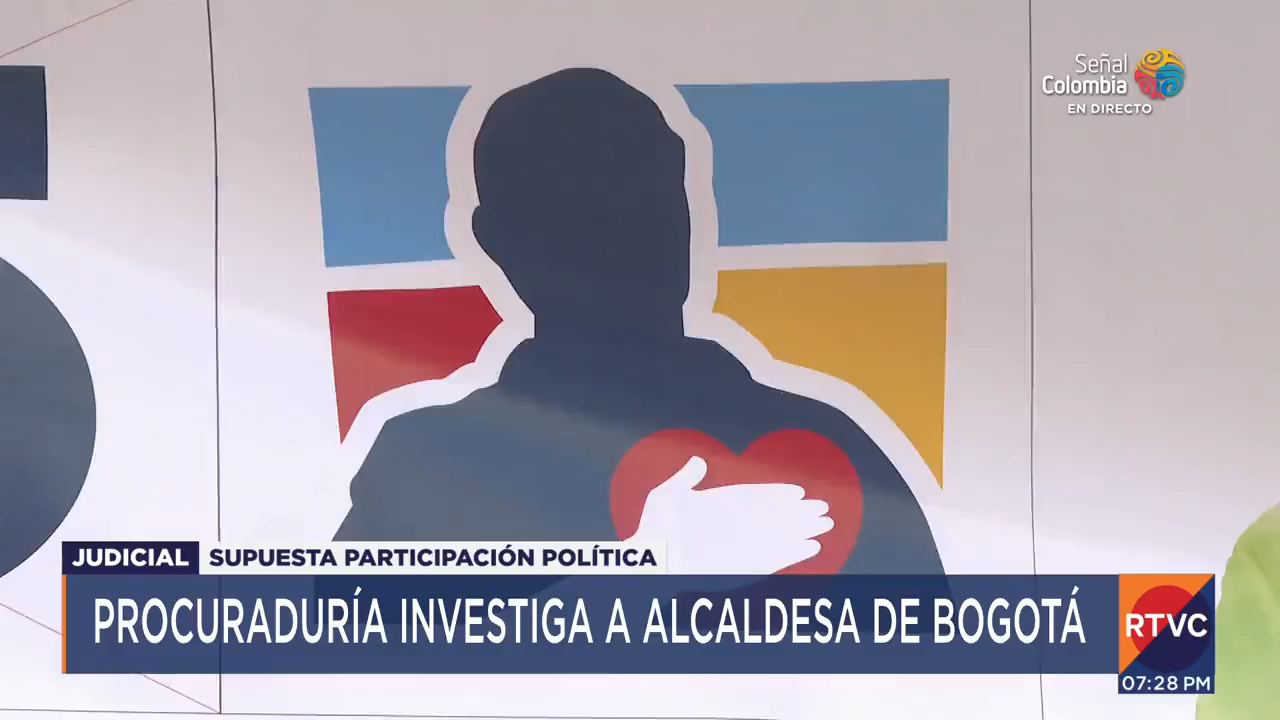 Señal
Colombia
EN DIRECTO
JUDICIAL SUPUESTA PARTICIPACIÓN POLÍTICA
PROCURADURÍA INVESTIGA A ALCALDESA DE BOGOTÁ
RTVC
07:28 PM